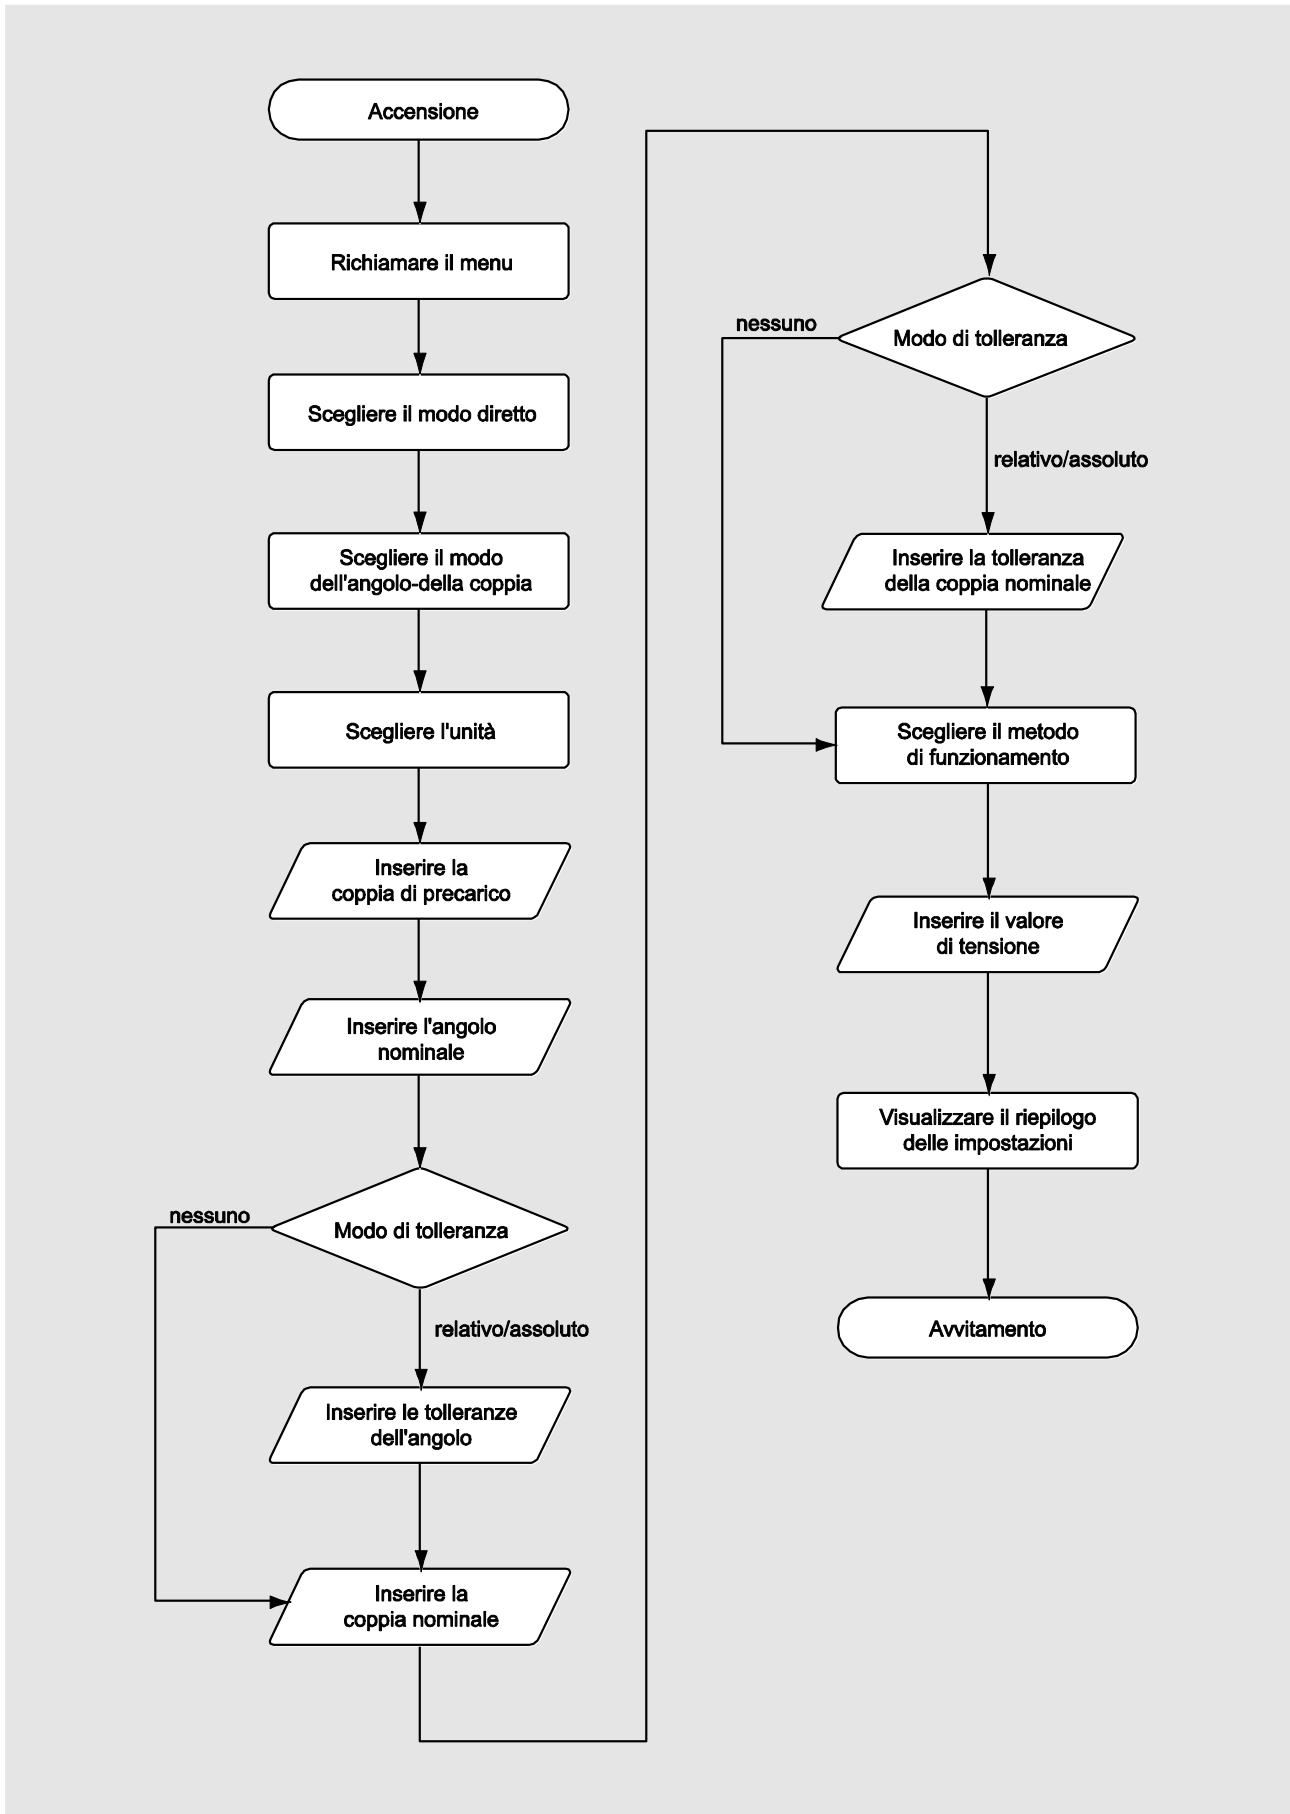 Accensione
Richiamare il menu
Scegliere il modo diretto
Scegliere il modo
dell'angolo-della coppia
Scegliere l'unità
Inserire la
coppia di precarico
Inserire l'angolo
nominale
nessuno
Modo di tolleranza
relativo/assoluto
Inserire le tolleranze
dell'angolo
Inserire la
coppia nominale
nessuno
Modo di tolleranza
relativo/assoluto
Inserire la tolleranza
della coppia nominale
Scegliere il metodo
di funzionamento
Inserire il valore
di tensione
Visualizzare il riepilogo
delle impostazioni
Avvitamento